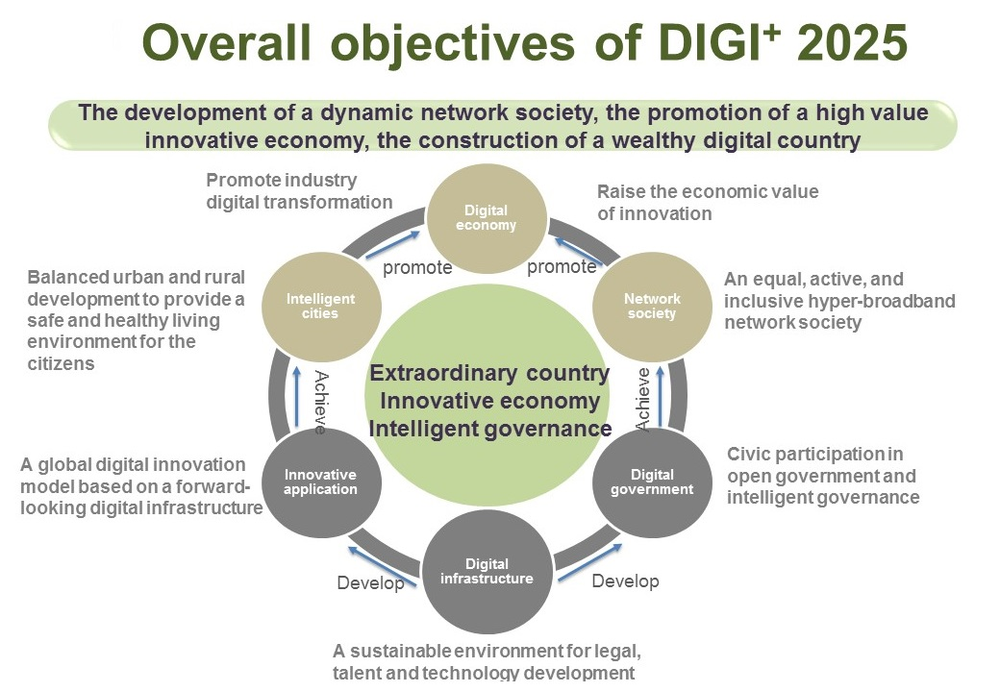 Overall objectives of DIGI+ 2025
The development of a dynamic network society, the promotion of a high value
innovative economy, the construction of a wealthy digital country
Promote industry
digital transformation
Digital
economy
Raise the economic value
of innovation
promote
promote
Balanced urban and rural
development to provide a
safe and healthy living
environment for the
citizens
Intelligent
cities
Network
society
An equal, active, and
inclusive hyper-broadband
network society
Achieve
Extraordinary country
Innovative economy
Intelligent governance
Achieve
A global digital innovation
model based on a forward-
looking digital infrastructure
Innovative
application
Digital
government
Civic participation in
open government and
intelligent governance
Develop
Digital
infrastructure
Develop
A sustainable environment for legal,
talent and technology development